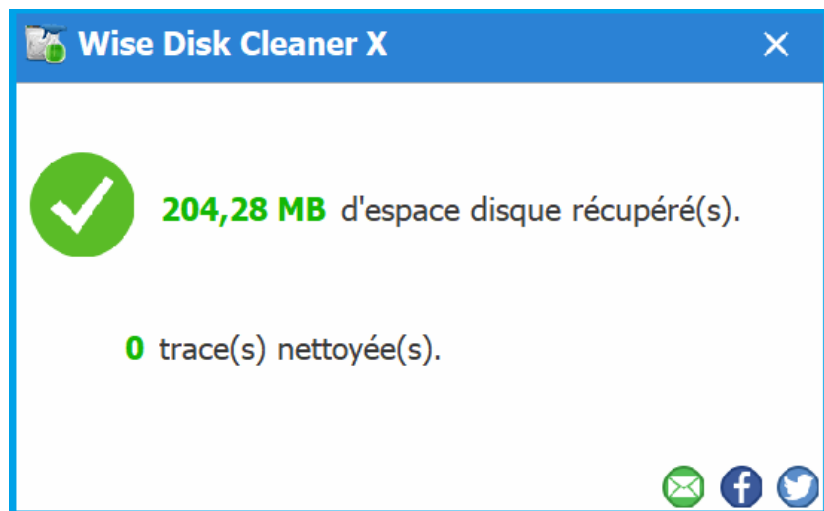 Wise Disk Cleaner X
204,28 MB d'espace disque récupéré(s).
0 trace(s) nettoyée(s).